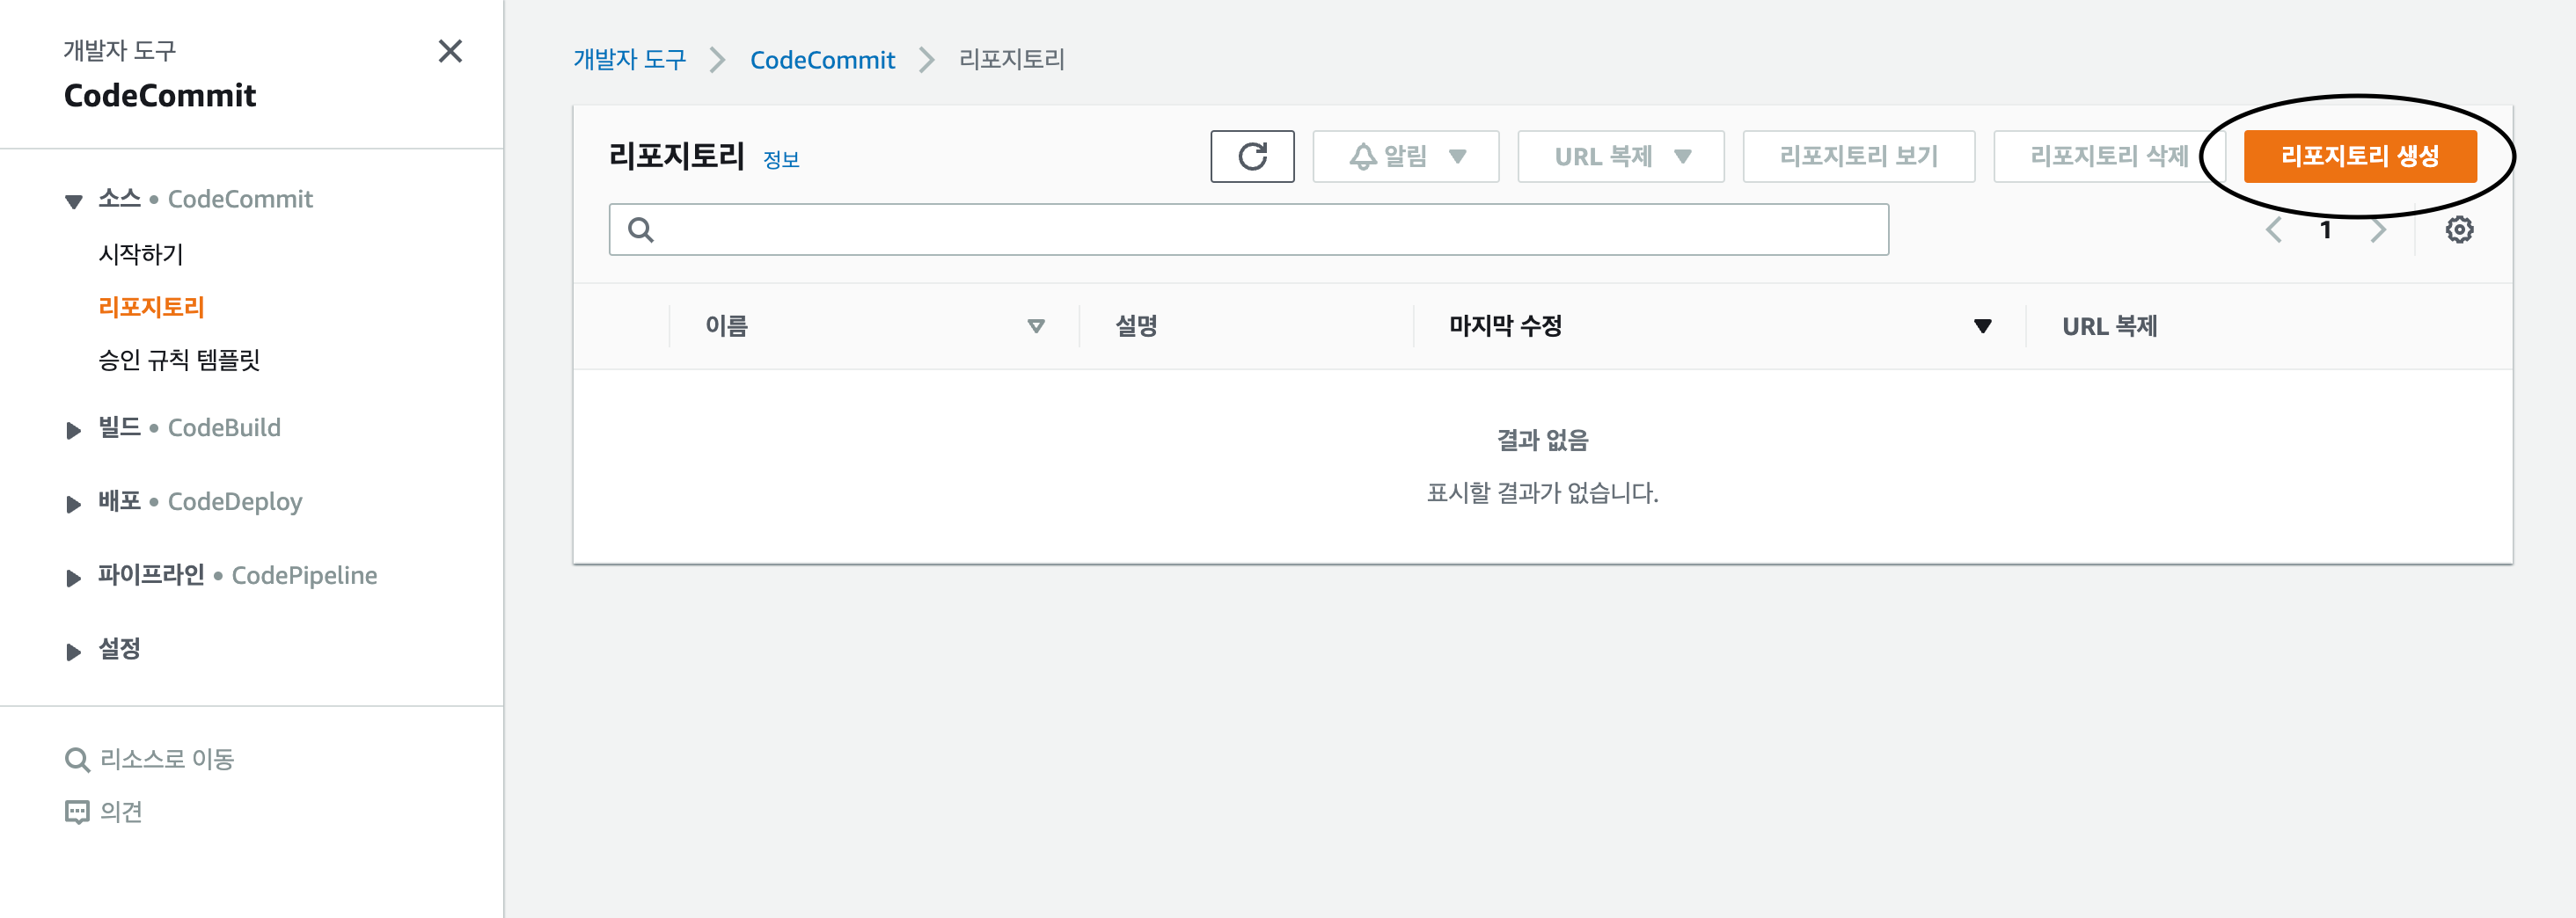 개발자 도구
CodeCommit
소스 • CodeCommit
시작하기
리포지토리
승인 규칙 템플릿
빌드 • CodeBuild
배포 • CodeDeploy
파이프라인 • CodePipeline
설정
리소스로 이동
의견
개발자 도구 > CodeCommit > 리포지토리
리포지토리 정보 알림 URL 복제 리포지토리 보기 리포지토리 삭제 리포지토리 생성
1
이름 설명 마지막 수정 URL 복제
결과 없음
표시할 결과가 없습니다.